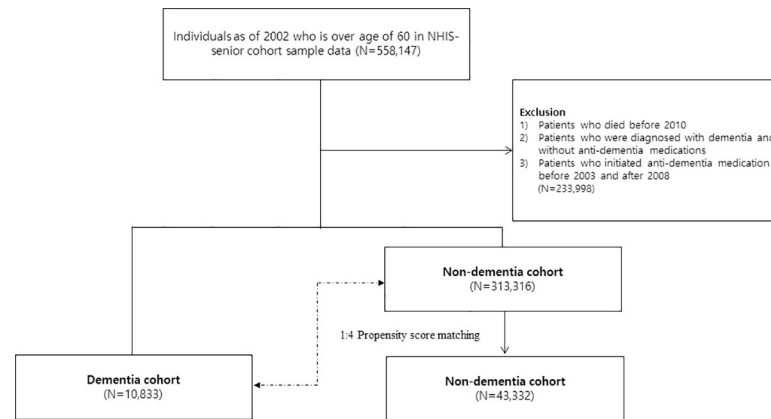 Individuals as of 2002 who is over age of 60 in NHIS-
senior cohort sample data (N=558,147)
Exclusion
1) Patients who died before 2010
2) Patients who were diagnosed with dementia and
without anti-dementia medications
3) Patients who initiated anti-dementia medication
before 2003 and after 2008
(N=233,998)
Non-dementia cohort
(N=313,316)
1:4 Propensity score matching
Dementia cohort
(N=10,833)
Non-dementia cohort
(N=43,332)